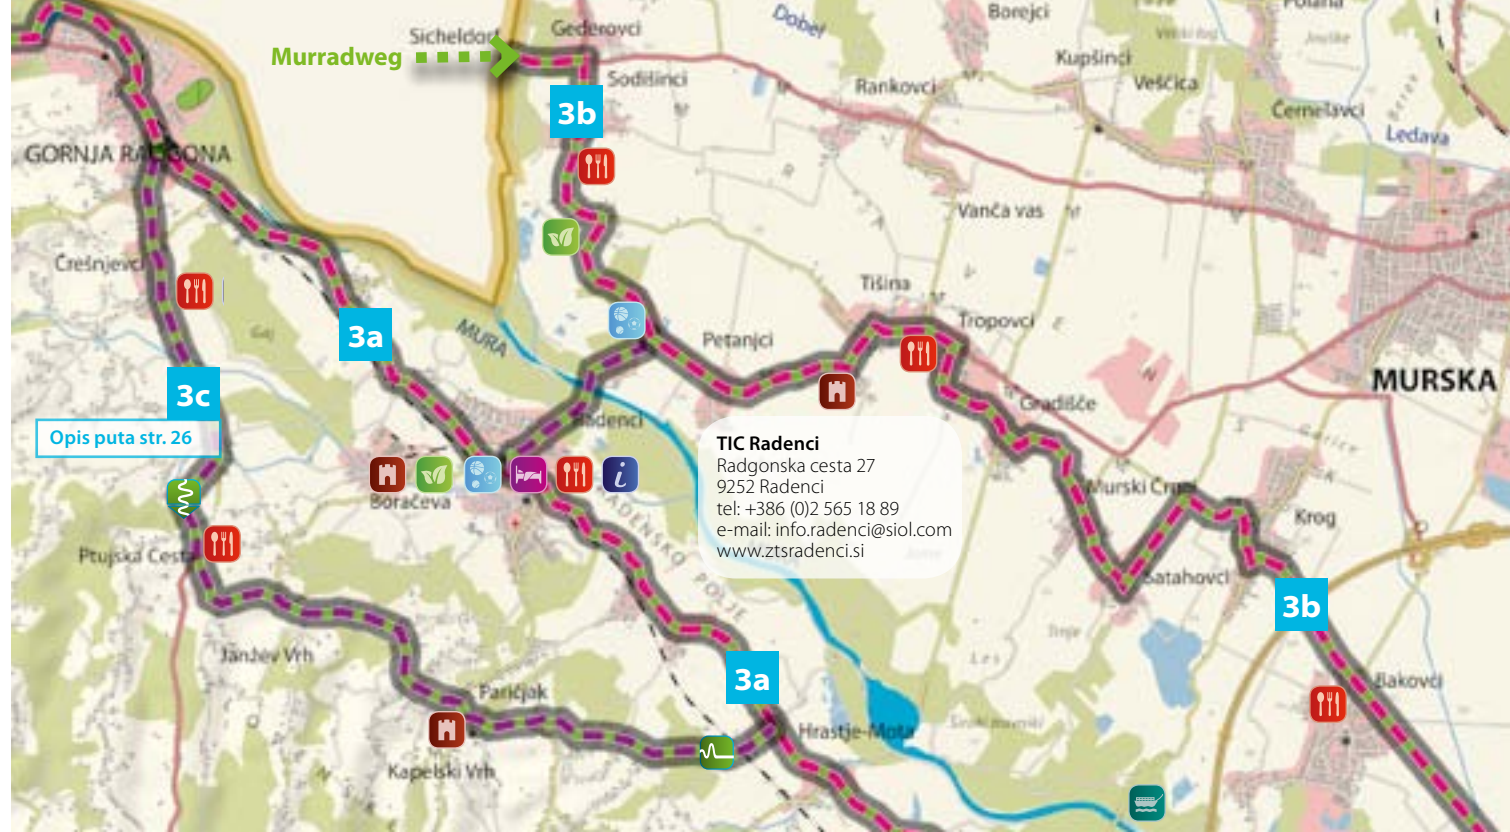 Polana
Borejci
Dobel
Gederovci
Sicheldorf
Murradweg
Kupšinci
Sodišinci
Rankovci
Veščica
3b
Černelavci
Ledava
GORNJA RADGONA
Vanča vas
Črešnjevci
Tišina
Tropovci
3a
MURA
Petanjci
3c
MURSKA
Gradišče
Radenci
Opis puta str. 26
TIC Radenci
Radgonska cesta 27
9252 Radenci
tel: +386 (0)2 565 18 89
e-mail: info.radenci@siol.com
www.ztsradenci.si
Murski Črnci
Boračeva
i
Krog
RADENSKO POLJE
Ptujska Cesta
Satahovci
3b
Janžev Vrh
Les
3a
Bakovci
Paričjak
Hrastje-Mota
Kapelski Vrh